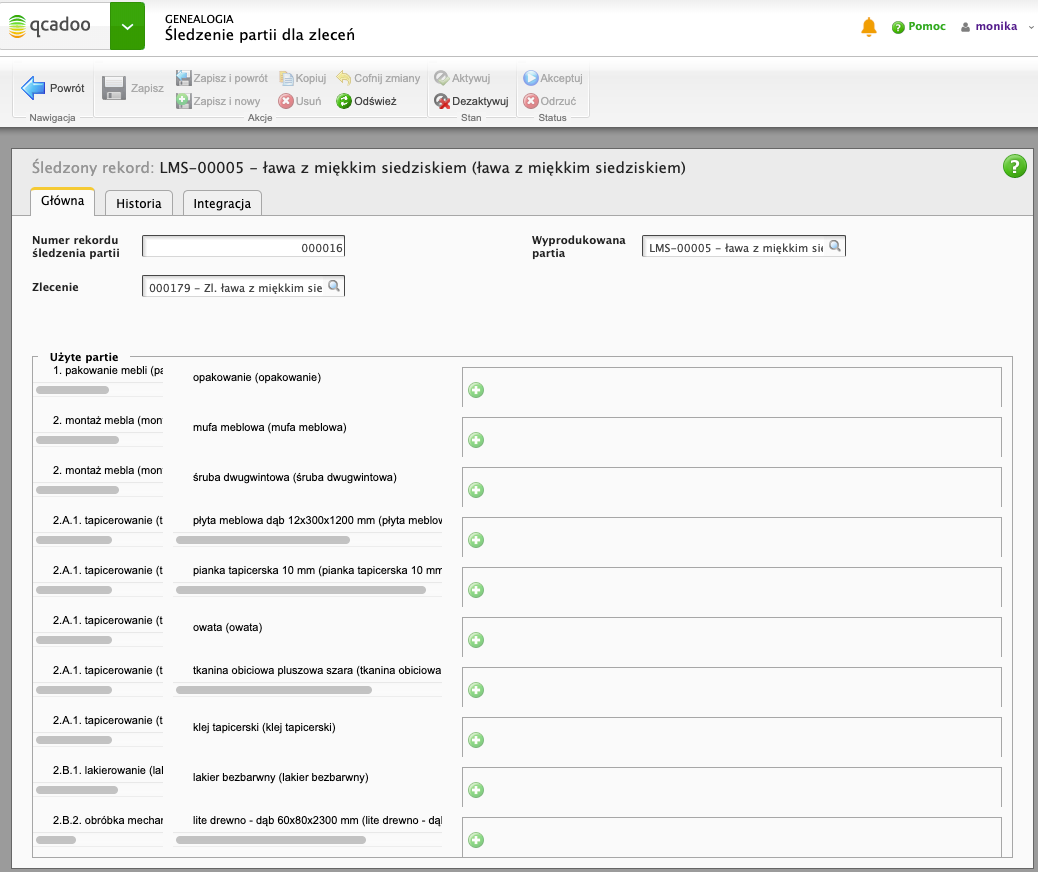 qcadoo
GENEALOGIA
Śledzenie partii dla zleceń
Pomoc
monika
Powrót
Nawigacja
Zapisz
Zapisz i powrót
Kopiuj
Cofnij zmiany
Zapisz i nowy
Usuń
Odśwież
Akcje
Aktywuj
Dezaktywuj
Stan
Akceptuj
Odrzuć
Status
Śledzony rekord: LMS-00005 - ława z miękkim siedziskiem (ława z miękkim siedziskiem)
?
Główna
Historia
Integracja
Numer rekordu
śledzenia partii
000016
Wyprodukowana
partia
LMS-00005 - ława z miękkim sie
Zlecenie
000179 - Zl. ława z miękkim sie
Użyte partie
1. pakowanie mebli (pa
opakowanie (opakowanie)
2. montaż mebla (mon
mufa meblowa (mufa meblowa)
2. montaż mebla (mon
śruba dwugwintowa (śruba dwugwintowa)
2.A.1. tapicerowanie (t
płyta meblowa dąb 12x300x1200 mm (płyta meblow
2.A.1. tapicerowanie (t
pianka tapicerska 10 mm (pianka tapicerska 10 mm
2.A.1. tapicerowanie (t
owata (owata)
2.A.1. tapicerowanie (t
tkanina obiciowa pluszowa szara (tkanina obiciowa
2.A.1. tapicerowanie (t
klej tapicerski (klej tapicerski)
2.B.1. lakierowanie (lal
lakier bezbarwny (lakier bezbarwny)
2.B.2. obróbka mechar
lite drewno - dąb 60x80x2300 mm (lite drewno - dąl